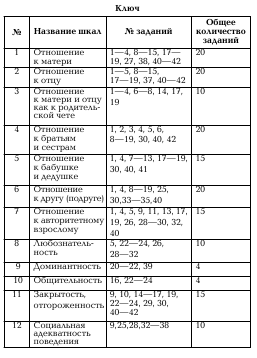 Ключ
№ Название шкал № заданий Общее
количество
заданий
1 Отношение 1—4, 8—15, 17— 20
к матери 19, 27, 38, 40—42
2 Отношение 1—5, 8—15, 20
к отцу 17—19, 37, 40—42
3 Отношение 1—4, 6—8, 14, 17, 10
к матери и отцу 19
как к родитель-
ской чете
4 Отношение 1, 2, 3, 4, 5, 6, 20
к братьям 8—19, 30, 40, 42
и сестрам
5 Отношение 1, 4, 7—13, 17—19, 15
к бабушке 30, 40, 41
и дедушке
6 Отношение 1, 4, 8—19, 25, 20
к другу (подруге) 30,33—35,40
7 Отношение 1, 4, 5, 9, 11, 13, 17, 15
к авторитетному 19, 26, 28—30, 32,
взрослому 40
8 Любознатель- 5, 22—24, 26, 10
ность 28—32
9 Доминантность 20—22, 39 4
10 Общительность 16, 22—24 4
11 Закрытость, 9, 10, 14—17, 19, 15
отгороженность 22—24, 29, 30,
40—42
12 Социальная 9,25,28,32—38 10
адекватность
поведения